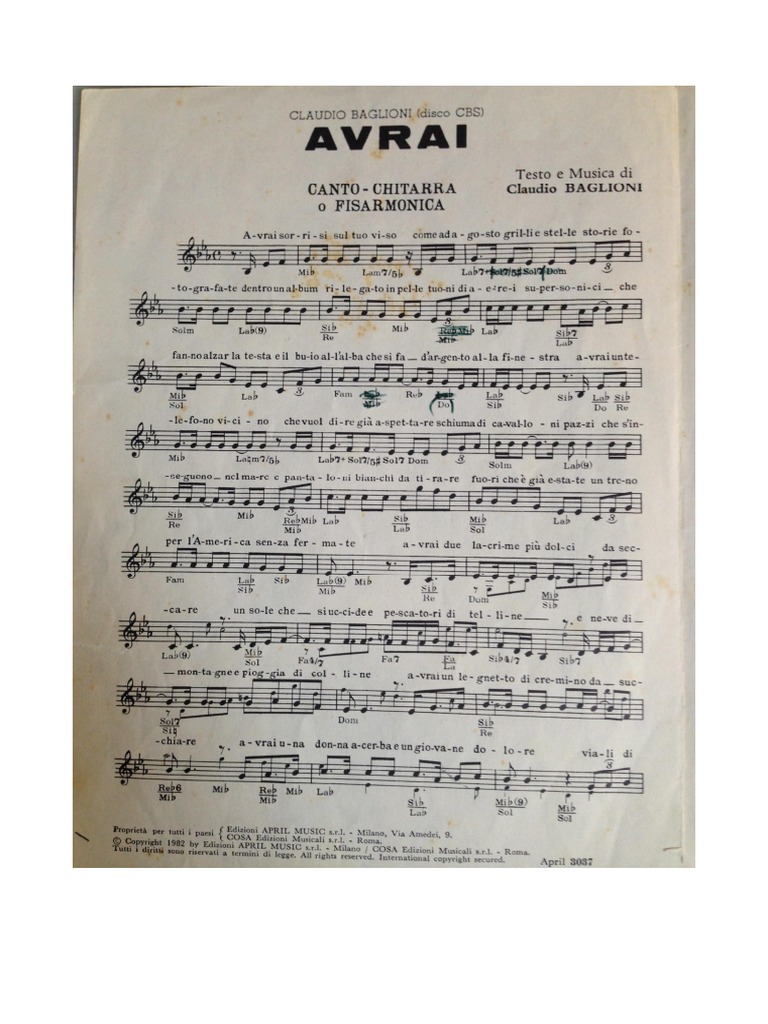 CLAUDIO BAGLIONI (disco CBS)
AVRAI
Testo e Musica di
CANTO - CHITARRA Claudio BAGLIONI
o FISARMONICA
A-vrai sor-ri-si sul tuo vi-so come ad a-go-sto gril-li e stel-le sto-rie fo-
Mib Lam7/5b Lab7+ Sol7/5# Sol7 Dom
-to-gra-fa-te dentro un al-bum ri-le-ga-to in pel-le tuo-ni di a-e-re-i su-per-so-ni-ci che
Solm Lab(9) Sib Mib Reb Mib Lab Sib7
Re Mib Lab
fan-no alzar la te-sta e il bu-io al-l'al-ba che si fa d'ar-gen-to al-la fi-ne-stra a-vrai un te-
Mib Lab Fam Reb Lab Sib Lab Sib
Sol Mib Do Sib Do Re
-le-fo-no vi-ci-no che vuol di-re già a-spet-ta-re schiuma di ca-val-lo-ni paz-zi che s'in-
Mib Lam7/5b Lab7+ Sol7/5# Sol7 Dom Solm Lab(9)
-se-guono nel ma-re e pan-ta-lo-ni bian-chi da ti-ra-re fuo-ri che è già e-sta-te un tre-no
Sib Mib Reb Mib Lab Sib Mib Lab
Re Mib Lab Sol
per l'A-me-ri-ca sen-za fer-ma-te a-vrai due la-cri-me più dol-ci da sec-
Fam Lab Sib Lab(9) Mib Sib Dom Mib
Sib Mib Re Sib
-ca-re un so-le che si uc-ci-de e pe-sca-to-ri di tel-li-ne e ne-ve di
Lab(9) Mib Fa4/7 Fa7 Fa Sib4/7 Sib7
Sol La
mon-ta-gne e piog-gia di col-li-ne a-vrai un le-gnet-to di cre-mi-no da suc-
Sol7 Dom Sib
Si♮ Re
-chia-re a-vrai u-na don-na a-cer-ba e un gio-va-ne do-lo-re via-li di
Reb6 Mib Reb Mib Lab Sib Mib(9) Mib
Mib Mib Lab Mib Sol
Proprietà per tutti i paesi { Edizioni APRIL MUSIC s.r.l. - Milano, Via Amedei, 9.
{ COSA Edizioni Musicali s.r.l. - Roma.
© Copyright 1982 by Edizioni APRIL MUSIC s.r.l. - Milano / COSA Edizioni Musicali s.r.l. - Roma.
Tutti i diritti sono riservati a termini di legge. All rights reserved. International copyright secured. April 3037